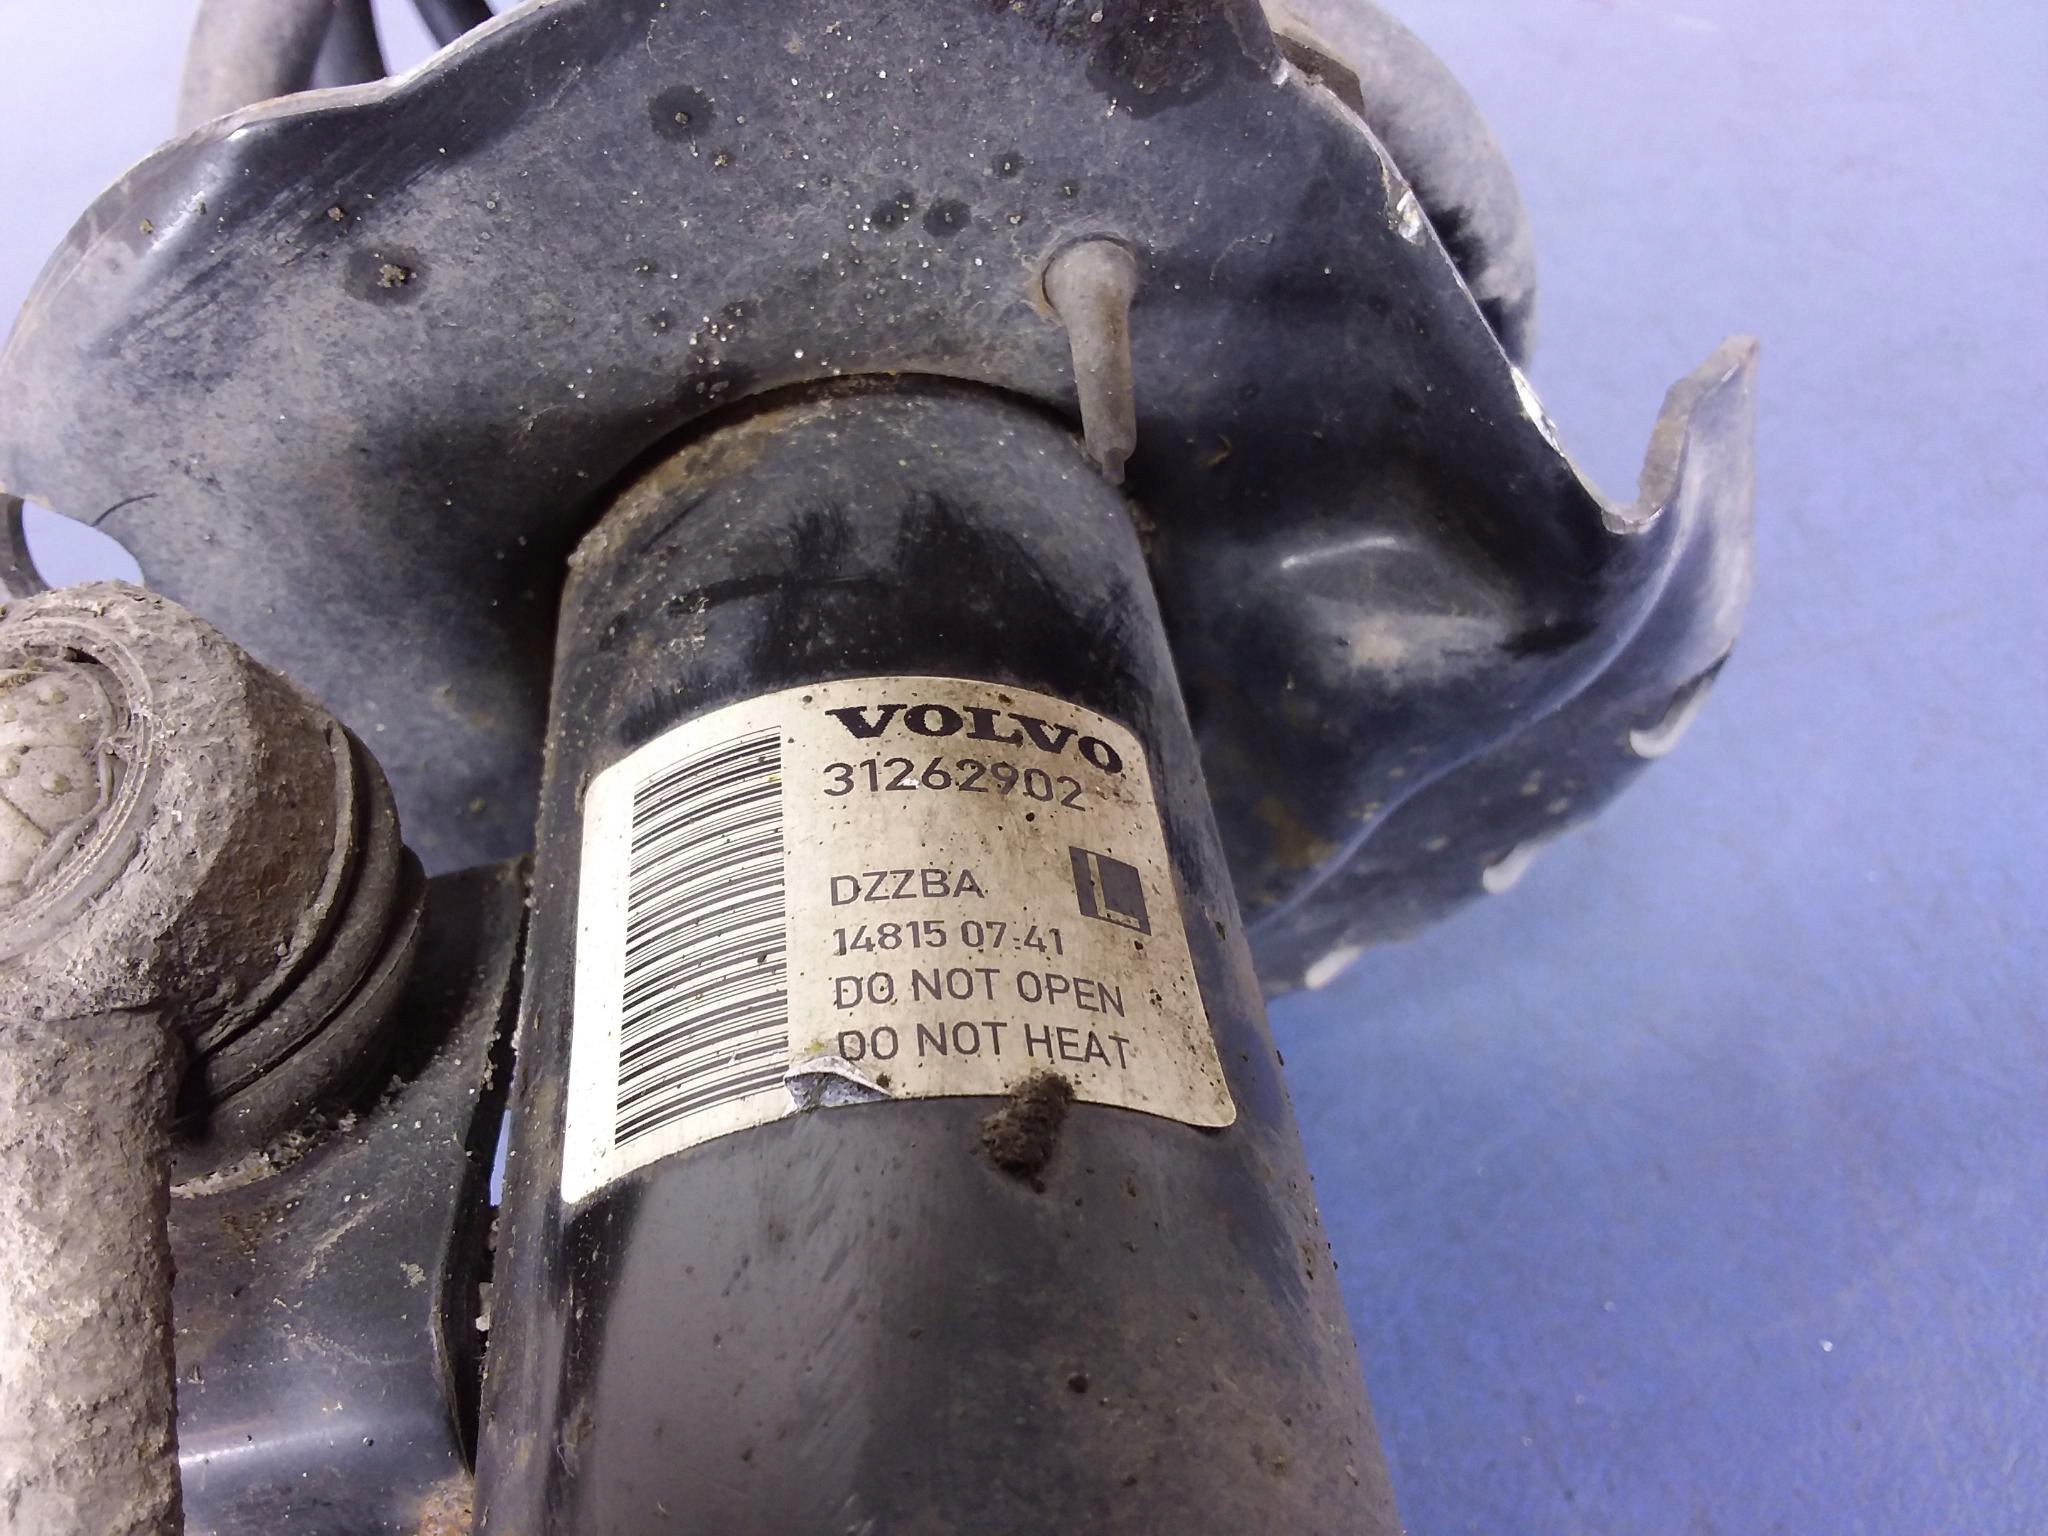 VOLVO
31262902
DZZBA L
14815 07:41
DO NOT OPEN
DO NOT HEAT